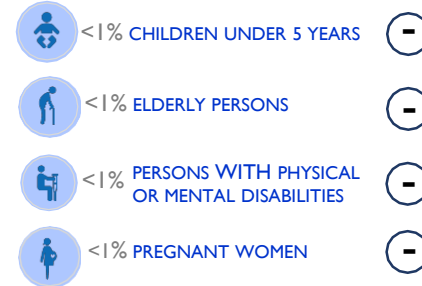 <1% CHILDREN UNDER 5 YEARS -
<1% ELDERLY PERSONS -
<1% PERSONS WITH PHYSICAL
OR MENTAL DISABILITIES -
<1% PREGNANT WOMEN -